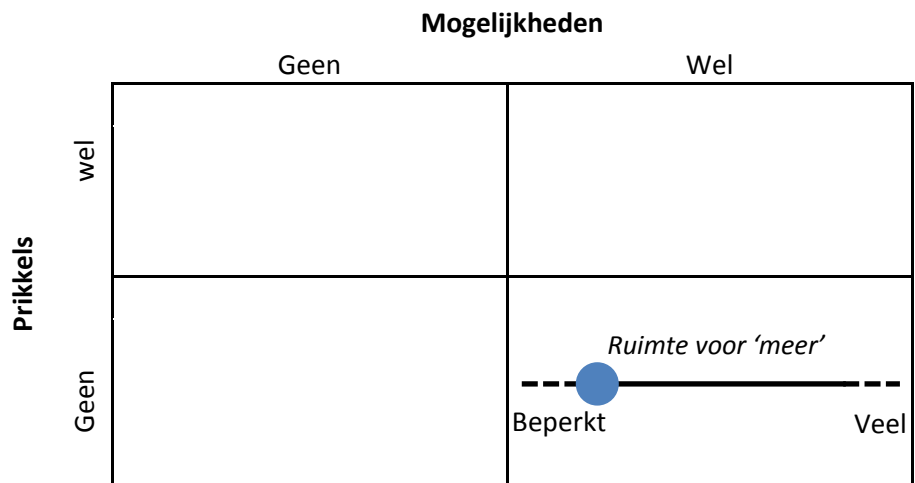 Mogelijkheden
Geen
Wel
wel
Prikkels
Geen
Ruimte voor ‘meer’
Beperkt
Veel